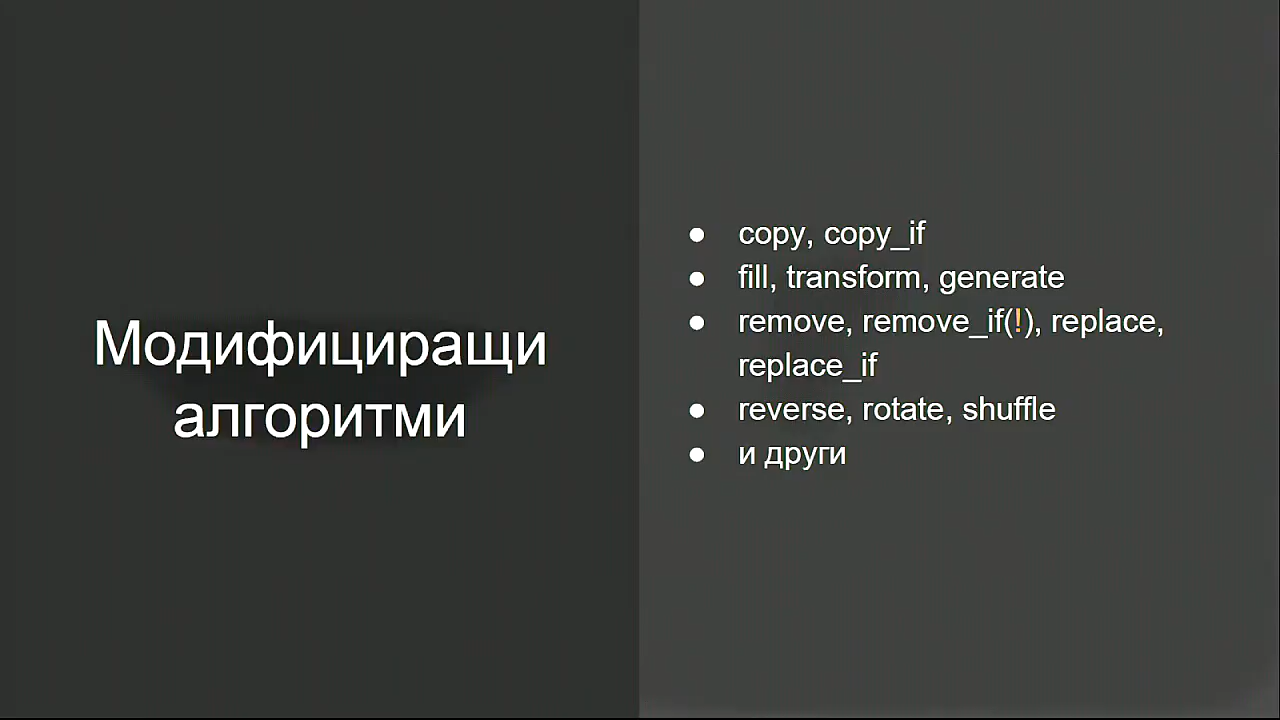 Модифициращи
алгоритми
● copy, copy_if
● fill, transform, generate
● remove, remove_if(!), replace,
replace_if
● reverse, rotate, shuffle
● и други